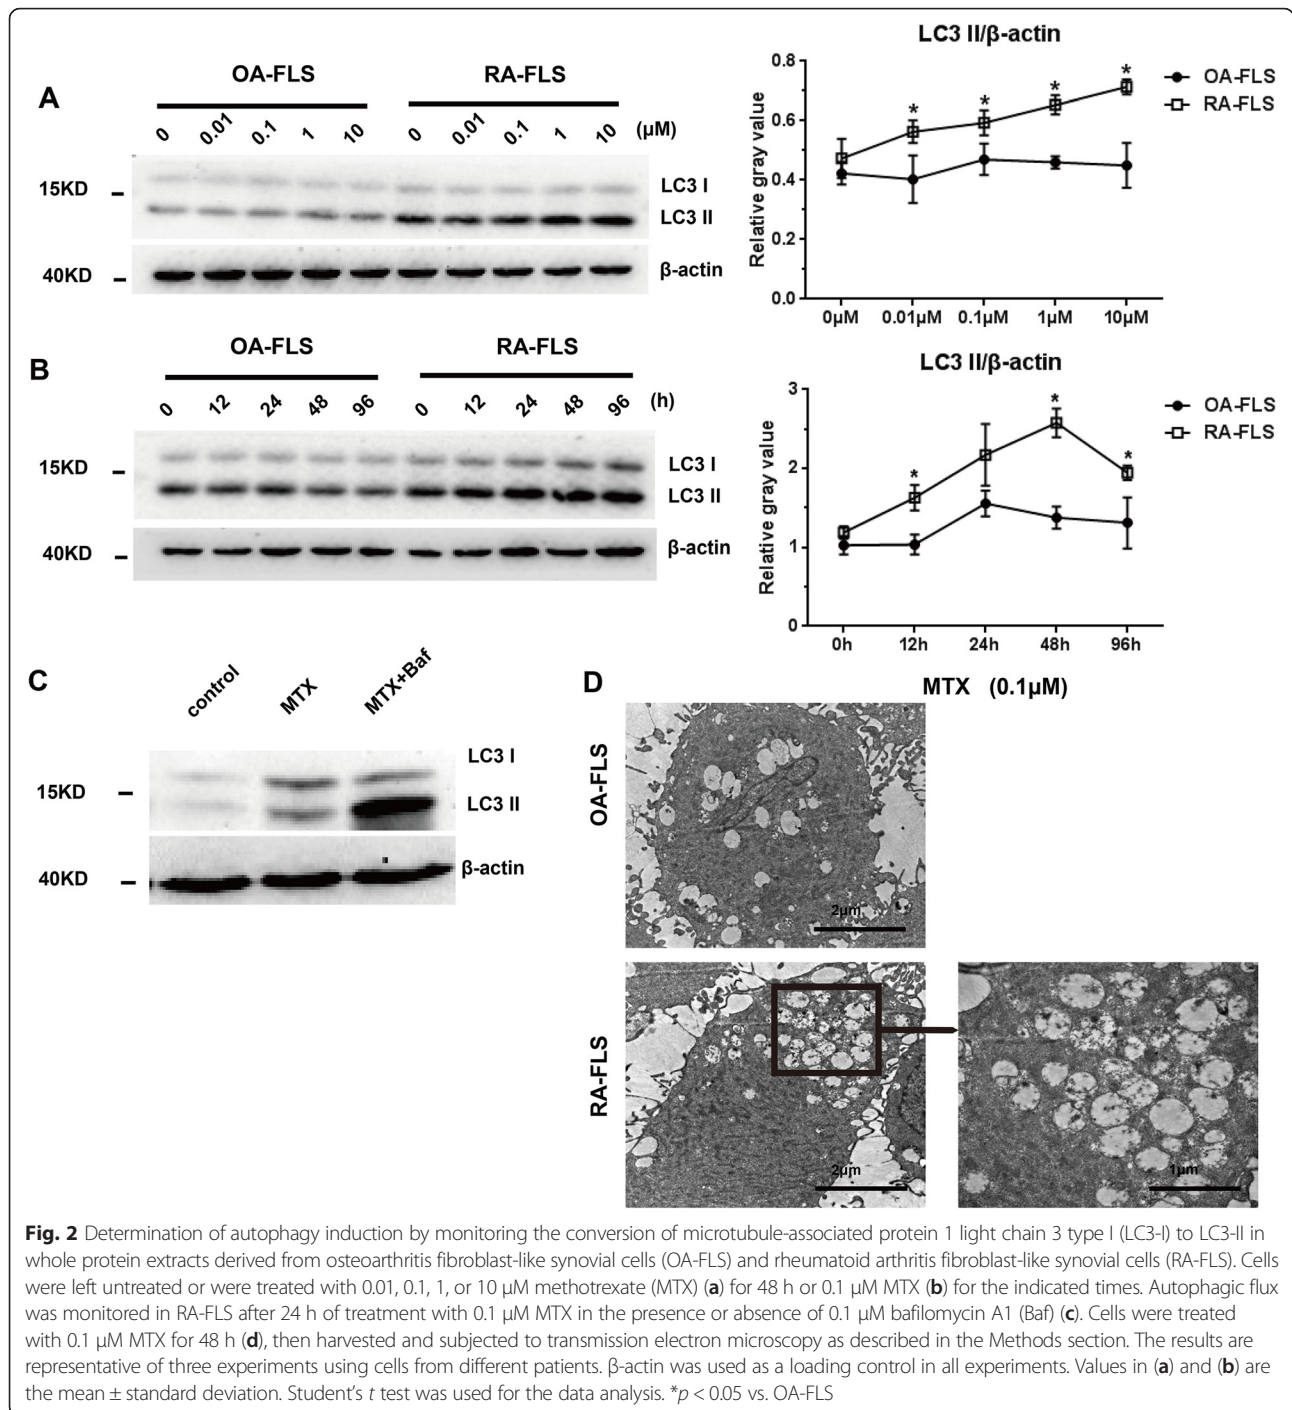 A
OA-FLS
RA-FLS
0 0.01 0.1 1 10 0 0.01 0.1 1 10 (μM)
15KD
LC3 I
LC3 II
40KD
β-actin
LC3 II/β-actin
Relative gray value
0.8
0.6
0.4
0.2
0.0
* * * *
OA-FLS
RA-FLS
0μM 0.01μM 0.1μM 1μM 10μM
B
OA-FLS
RA-FLS
0 12 24 48 96 0 12 24 48 96 (h)
15KD
LC3 I
LC3 II
40KD
β-actin
LC3 II/β-actin
Relative gray value
3
2
1
0
* * *
OA-FLS
RA-FLS
0h 12h 24h 48h 96h
C
control MTX MTX+Baf
15KD
LC3 I
LC3 II
40KD
β-actin
D
MTX (0.1μM)
OA-FLS
2μm
RA-FLS
2μm
1μm
Fig. 2 Determination of autophagy induction by monitoring the conversion of microtubule-associated protein 1 light chain 3 type I (LC3-I) to LC3-II in
whole protein extracts derived from osteoarthritis fibroblast-like synovial cells (OA-FLS) and rheumatoid arthritis fibroblast-like synovial cells (RA-FLS). Cells
were left untreated or were treated with 0.01, 0.1, 1, or 10 μM methotrexate (MTX) (a) for 48 h or 0.1 μM MTX (b) for the indicated times. Autophagic flux
was monitored in RA-FLS after 24 h of treatment with 0.1 μM MTX in the presence or absence of 0.1 μM bafilomycin A1 (Baf) (c). Cells were treated
with 0.1 μM MTX for 48 h (d), then harvested and subjected to transmission electron microscopy as described in the Methods section. The results are
representative of three experiments using cells from different patients. β-actin was used as a loading control in all experiments. Values in (a) and (b) are
the mean ± standard deviation. Student's t test was used for the data analysis. *p < 0.05 vs. OA-FLS